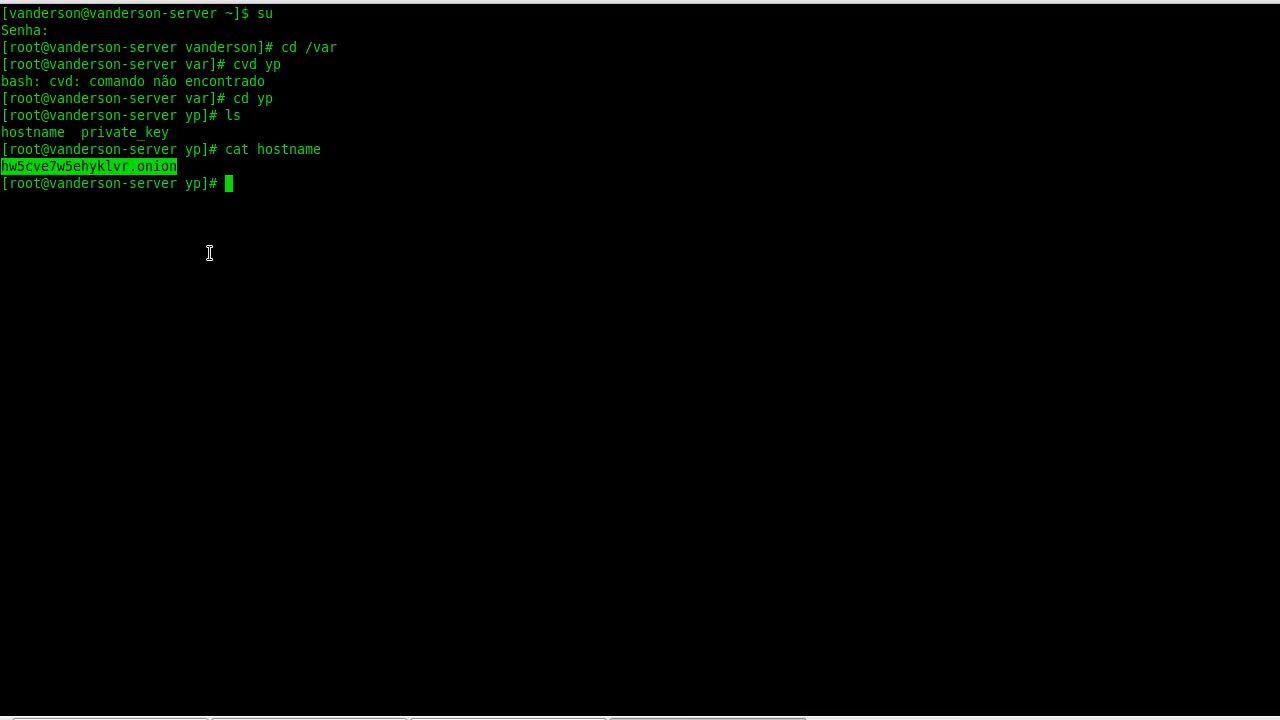 [vanderson@vanderson-server ~]$ su
Senha:
[root@vanderson-server vanderson]# cd /var
[root@vanderson-server var]# cvd yp
bash: cvd: comando não encontrado
[root@vanderson-server var]# cd yp
[root@vanderson-server yp]# ls
hostname  private_key
[root@vanderson-server yp]# cat hostname
hw5cve7w5ehyklvr.onion
[root@vanderson-server yp]#